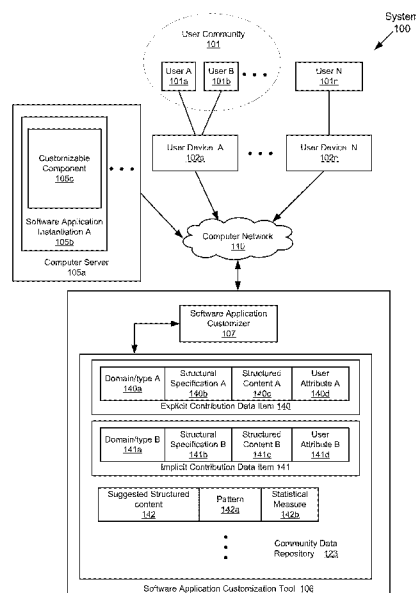 System
100
User Community
101
User A
101a
User B
101b
User N
101n
User Device A
102a
User Device N
102n
Customizable
Component
105c
Software Application
Instantiation A
105b
Computer Server
105a
Computer Network
110
Software Application
Customizer
107
Domain/type A
140a
Structural
Specification A
140b
Structured
Content A
140c
User
Attribute A
140d
Explicit Contribution Data Item 140
Domain/type B
141a
Structural
Specification B
141b
Structured
Content B
141c
User
Attribute B
141d
Implicit Contribution Data Item 141
Suggested Structured
content
142
Pattern
142a
Statistical
Measure
142b
Community Data
Repository 123
Software Application Customization Tool 106